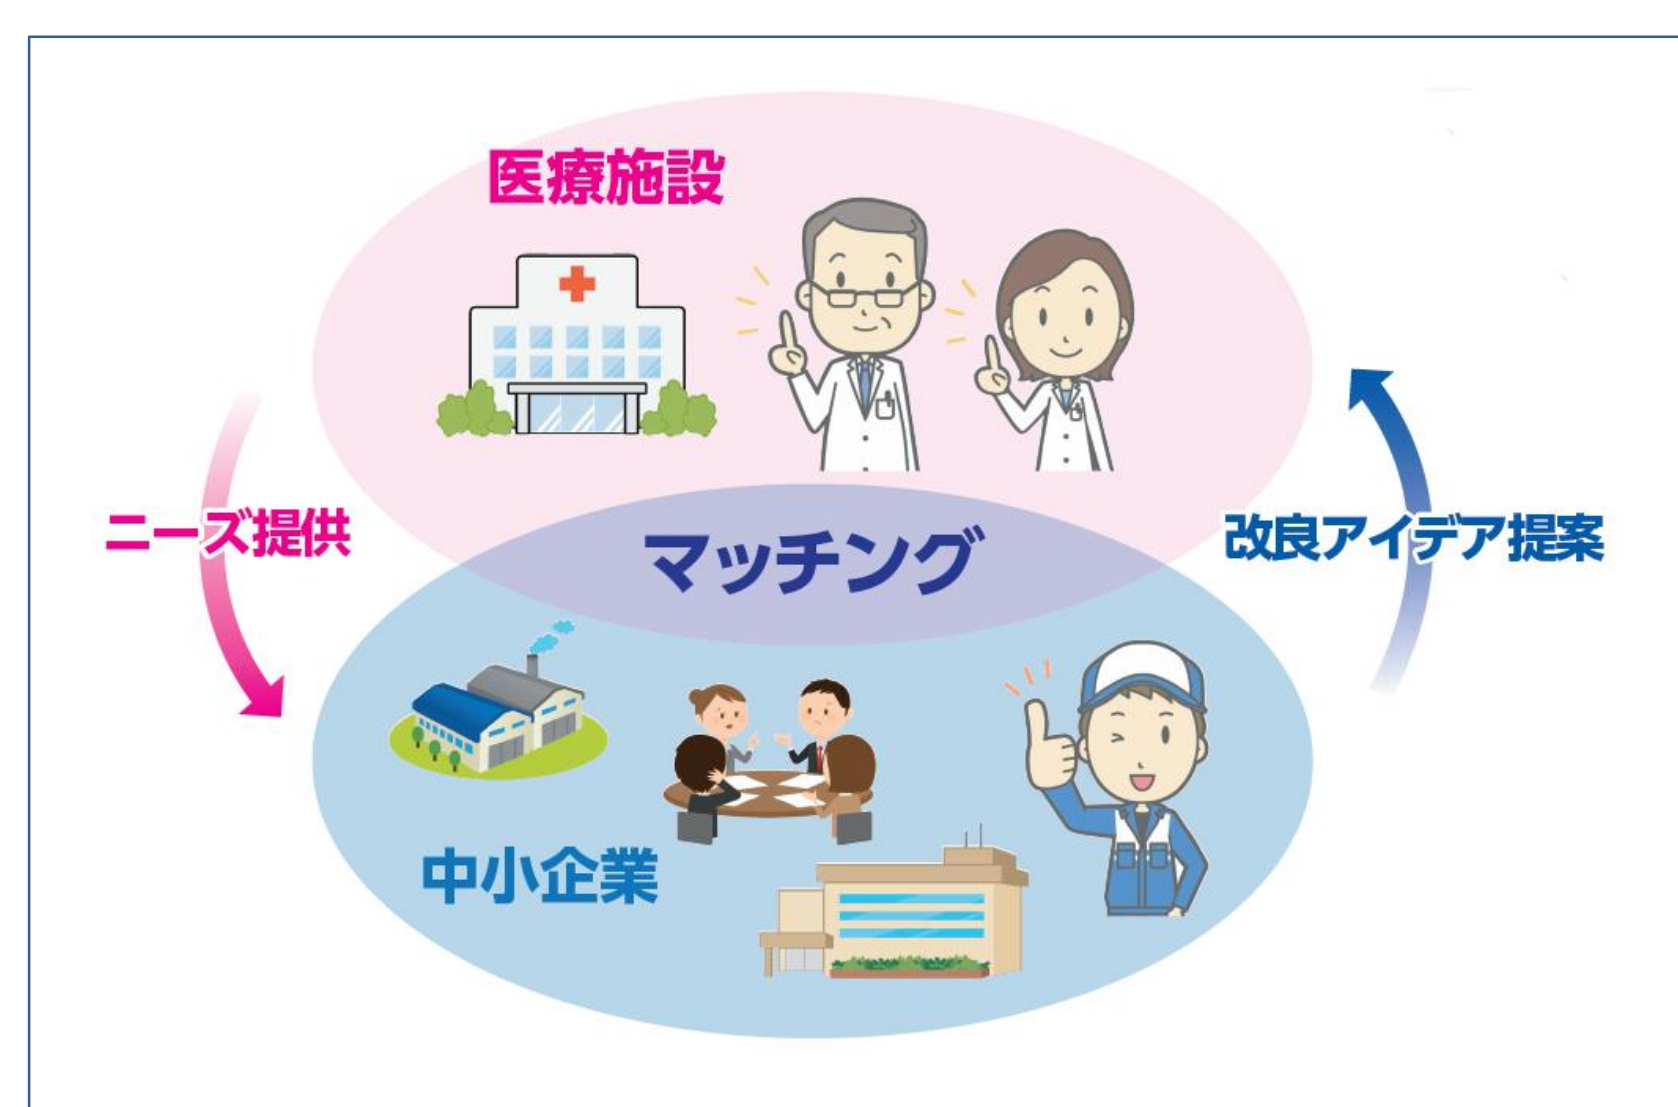 医療施設
ニーズ提供
マッチング
改良アイデア提案
中小企業